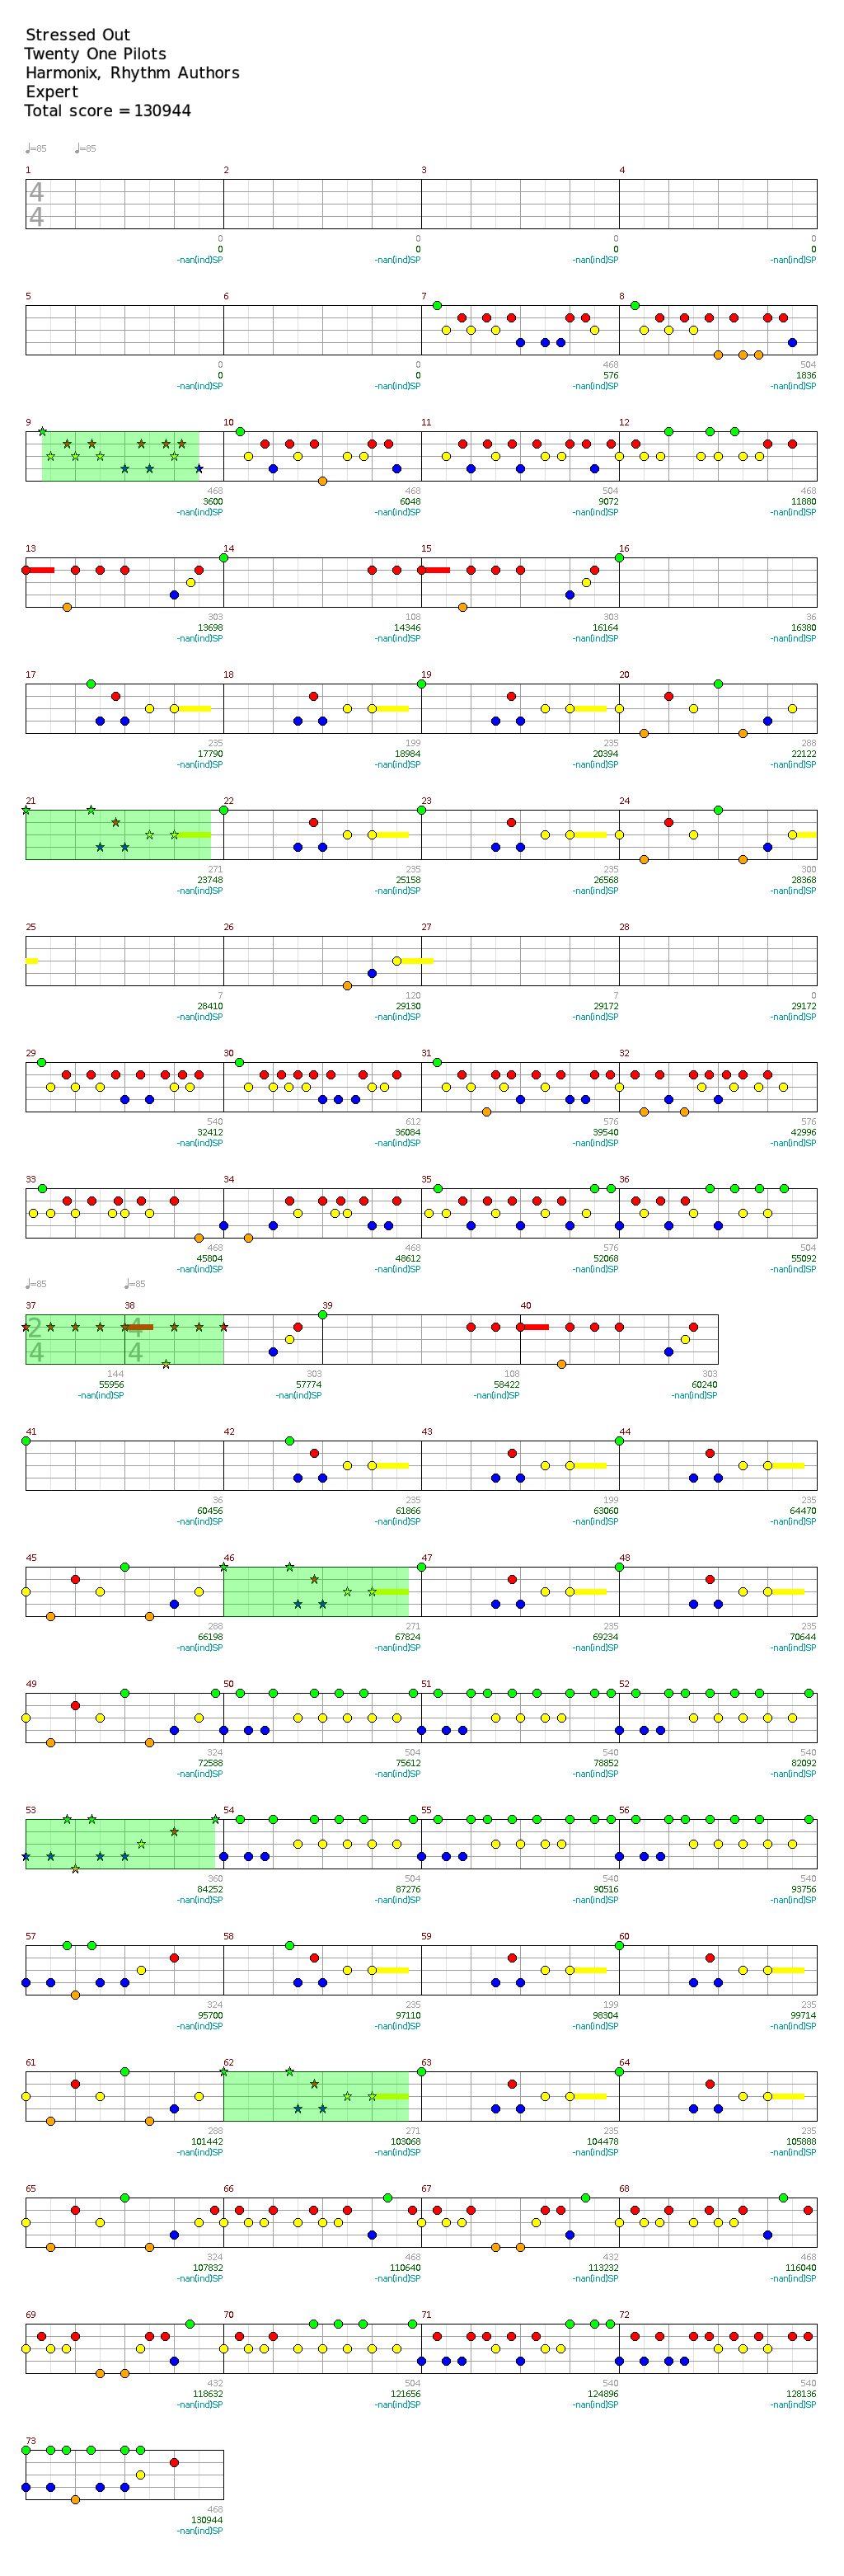 Stressed Out
Twenty One Pilots
Harmonix, Rhythm Authors
Expert
Total score = 130944
♩=85 ♩=85
1 2 3 4
4
4
0 0 0 0
0 0 0 0
-nan(ind)SP -nan(ind)SP -nan(ind)SP -nan(ind)SP
5 6 7 8
0 0 468 504
0 0 576 1836
-nan(ind)SP -nan(ind)SP -nan(ind)SP -nan(ind)SP
9 10 11 12
468 468 504 468
3600 6048 9072 11880
-nan(ind)SP -nan(ind)SP -nan(ind)SP -nan(ind)SP
13 14 15 16
303 108 303 36
13698 14346 16164 16380
-nan(ind)SP -nan(ind)SP -nan(ind)SP -nan(ind)SP
17 18 19 20
235 199 235 288
17790 18984 20394 22122
-nan(ind)SP -nan(ind)SP -nan(ind)SP -nan(ind)SP
21 22 23 24
271 235 235 300
23748 25158 26568 28368
-nan(ind)SP -nan(ind)SP -nan(ind)SP -nan(ind)SP
25 26 27 28
7 120 7 0
28410 29130 29172 29172
-nan(ind)SP -nan(ind)SP -nan(ind)SP -nan(ind)SP
29 30 31 32
540 612 576 576
32412 36084 39540 42996
-nan(ind)SP -nan(ind)SP -nan(ind)SP -nan(ind)SP
33 34 35 36
468 468 576 504
45804 48612 52068 55092
-nan(ind)SP -nan(ind)SP -nan(ind)SP -nan(ind)SP
♩=85 ♩=85
37 38 39 40
2 4
4 4
144 303 108 303
55956 57774 58422 60240
-nan(ind)SP -nan(ind)SP -nan(ind)SP -nan(ind)SP
41 42 43 44
36 235 199 235
60456 61866 63060 64470
-nan(ind)SP -nan(ind)SP -nan(ind)SP -nan(ind)SP
45 46 47 48
288 271 235 235
66198 67824 69234 70644
-nan(ind)SP -nan(ind)SP -nan(ind)SP -nan(ind)SP
49 50 51 52
324 504 540 540
72588 75612 78852 82092
-nan(ind)SP -nan(ind)SP -nan(ind)SP -nan(ind)SP
53 54 55 56
360 504 540 540
84252 87276 90516 93756
-nan(ind)SP -nan(ind)SP -nan(ind)SP -nan(ind)SP
57 58 59 60
324 235 199 235
95700 97110 98304 99714
-nan(ind)SP -nan(ind)SP -nan(ind)SP -nan(ind)SP
61 62 63 64
288 271 235 235
101442 103068 104478 105888
-nan(ind)SP -nan(ind)SP -nan(ind)SP -nan(ind)SP
65 66 67 68
324 468 432 468
107832 110640 113232 116040
-nan(ind)SP -nan(ind)SP -nan(ind)SP -nan(ind)SP
69 70 71 72
432 504 540 540
118632 121656 124896 128136
-nan(ind)SP -nan(ind)SP -nan(ind)SP -nan(ind)SP
73
468
130944
-nan(ind)SP